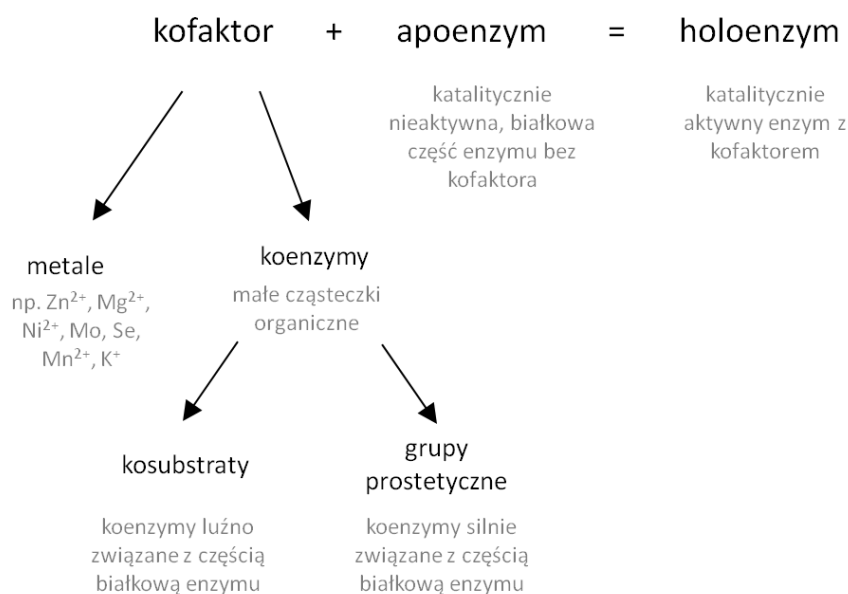 kofaktor + apoenzym = holoenzym
katalitycznie
nieaktywna, białkowa
część enzymu bez
kofaktora
katalitycznie
aktywny enzym z
kofaktorem
metale
np. Zn²⁺, Mg²⁺,
Ni²⁺, Mo, Se,
Mn²⁺, K⁺
koenzymy
małe cząsteczki
organiczne
kosubstraty
koenzymy luźno
związane z częścią
białkową enzymu
grupy
prostetyczne
koenzymy silnie
związane z częścią
białkową enzymu